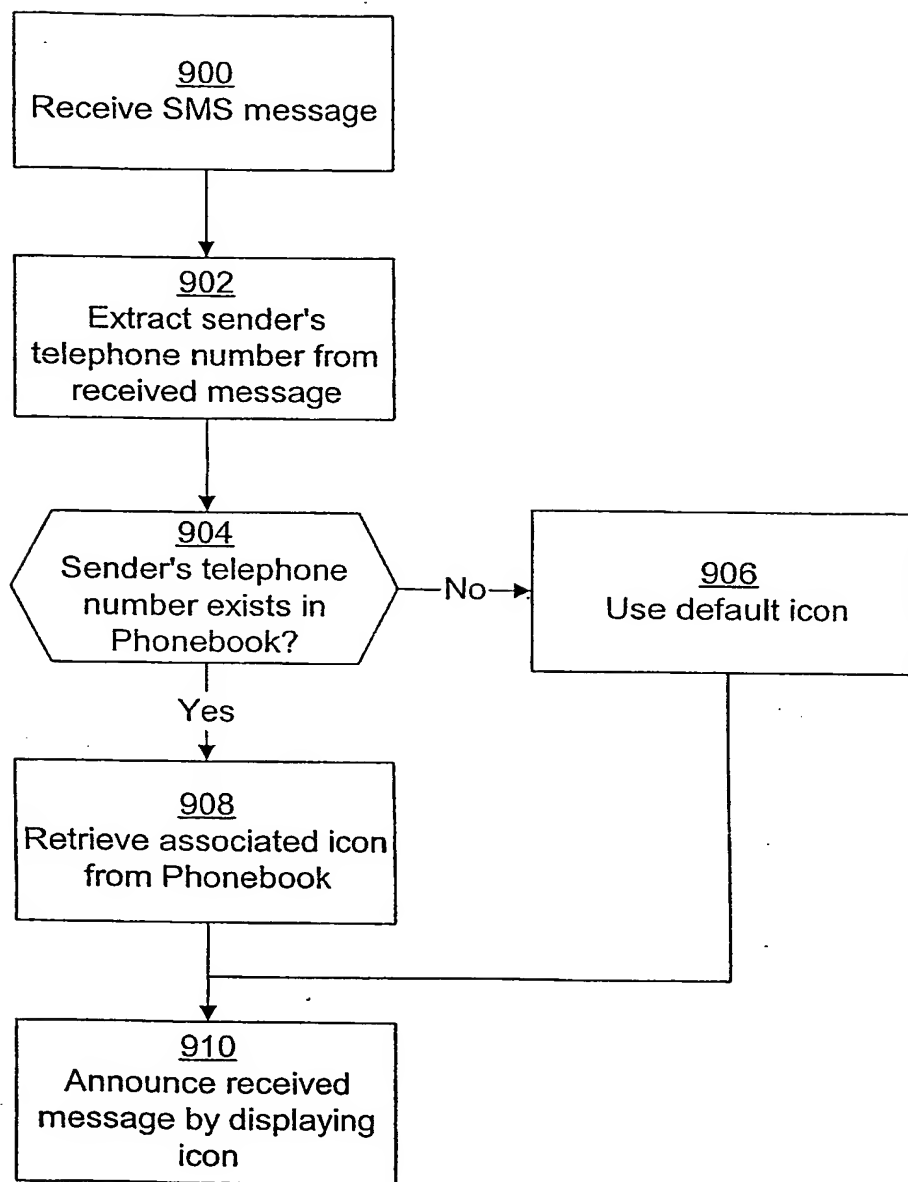 900
Receive SMS message
902
Extract sender's
telephone number from
received message
904
Sender's telephone
number exists in
Phonebook?
No
906
Use default icon
Yes
908
Retrieve associated icon
from Phonebook
910
Announce received
message by displaying
icon